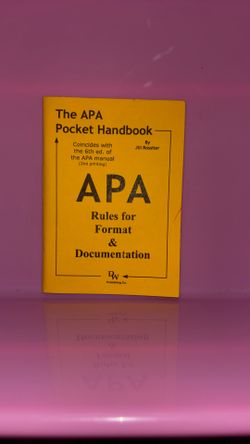 The APA
Pocket Handbook
By
Jill Rossiter
Coincides with
the 6th ed. of
the APA manual
(2nd printing)
APA
Rules for
Format
&
Documentation
DW
Publishing Co.